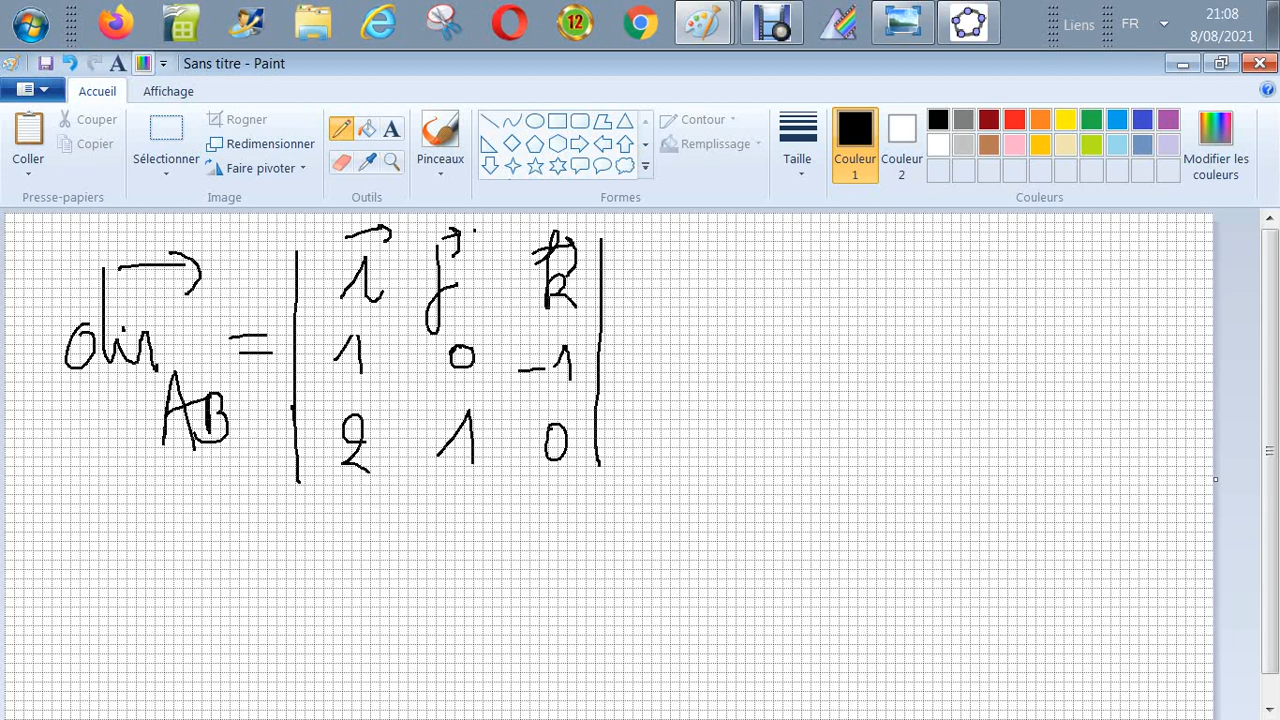 12
Liens
FR
21:08
8/08/2021
Sans titre - Paint
Accueil
Affichage
Coller
Couper
Copier
Presse-papiers
Sélectionner
Rogner
Redimensionner
Faire pivoter
Image
A
Outils
Pinceaux
Contour
Remplissage
Formes
Taille
Couleur 1
Couleur 2
Modifier les couleurs
Couleurs
i j k
dir AB = 1 0 -1
2 1 0